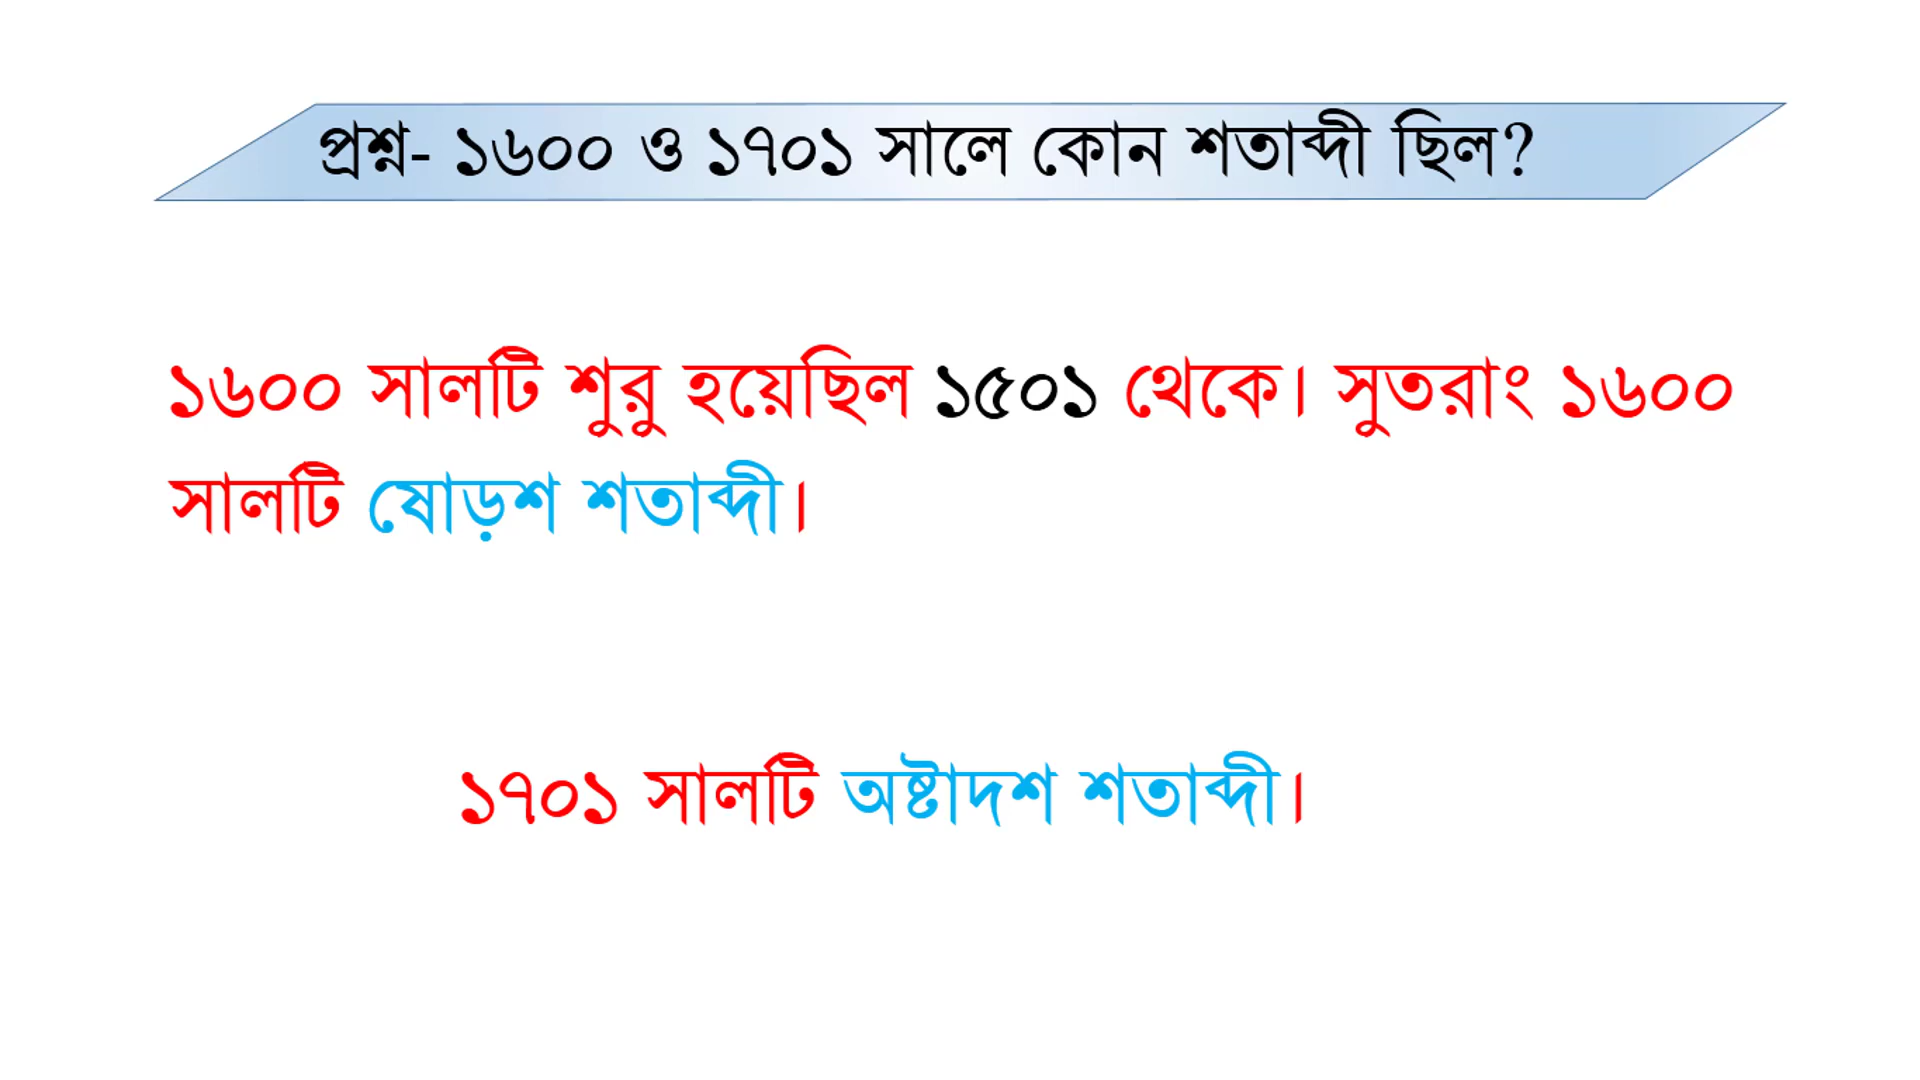 প্রশ্ন- ১৬০০ ও ১৭০১ সালে কোন শতাব্দী ছিল?
১৬০০ সালটি শুরু হয়েছিল ১৫০১ থেকে। সুতরাং ১৬০০
সালটি ষোড়শ শতাব্দী।
১৭০১ সালটি অষ্টাদশ শতাব্দী।